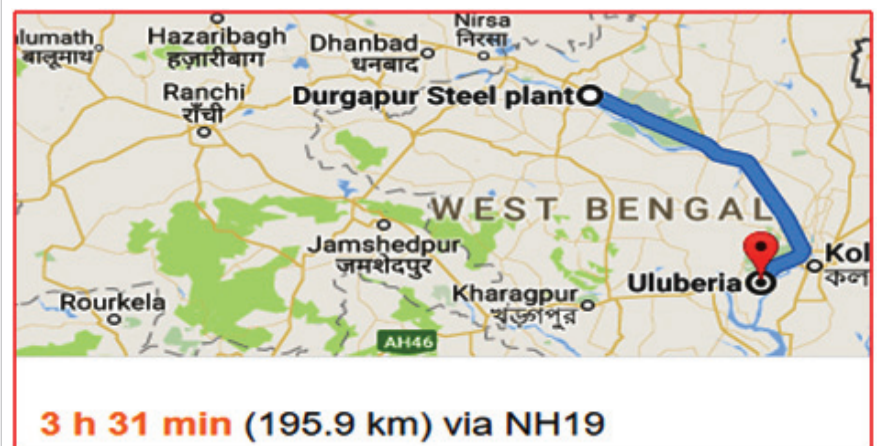 Nirsa
निरसा
lumath
बालूमाथ
Hazaribagh
हज़ारीबाग
Dhanbad
धनबाद
Ranchi
राँची
Durgapur Steel plant
WEST BENGAL
Jamshedpur
जमशेदपुर
Kol
कल
Uluberia
Kharagpur
खड़गपुर
Rourkela
AH46
3 h 31 min (195.9 km) via NH19